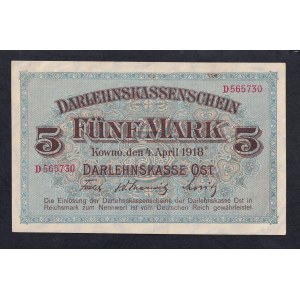 D565730
DARLEHNSKASSENSCHEIN
5 FÜNF MARK 5
Kowno, den 4. April 1918
D565730
DARLEHNSKASSE OST
Die Einlösung der Darlehnskassenscheine der Darlehnskasse Ost in
Reichsmark zum Nennwert ist vom Deutschen Reich gewährleistet.